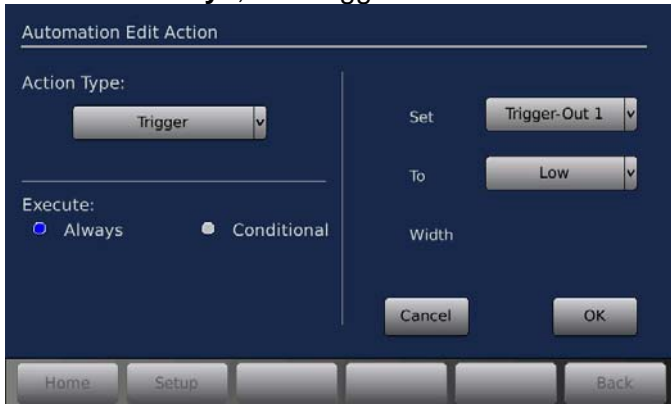 Automation Edit Action
Action Type:
Trigger
Execute:
Always Conditional
Set Trigger-Out 1
To Low
Width
Cancel OK
Home Setup Back